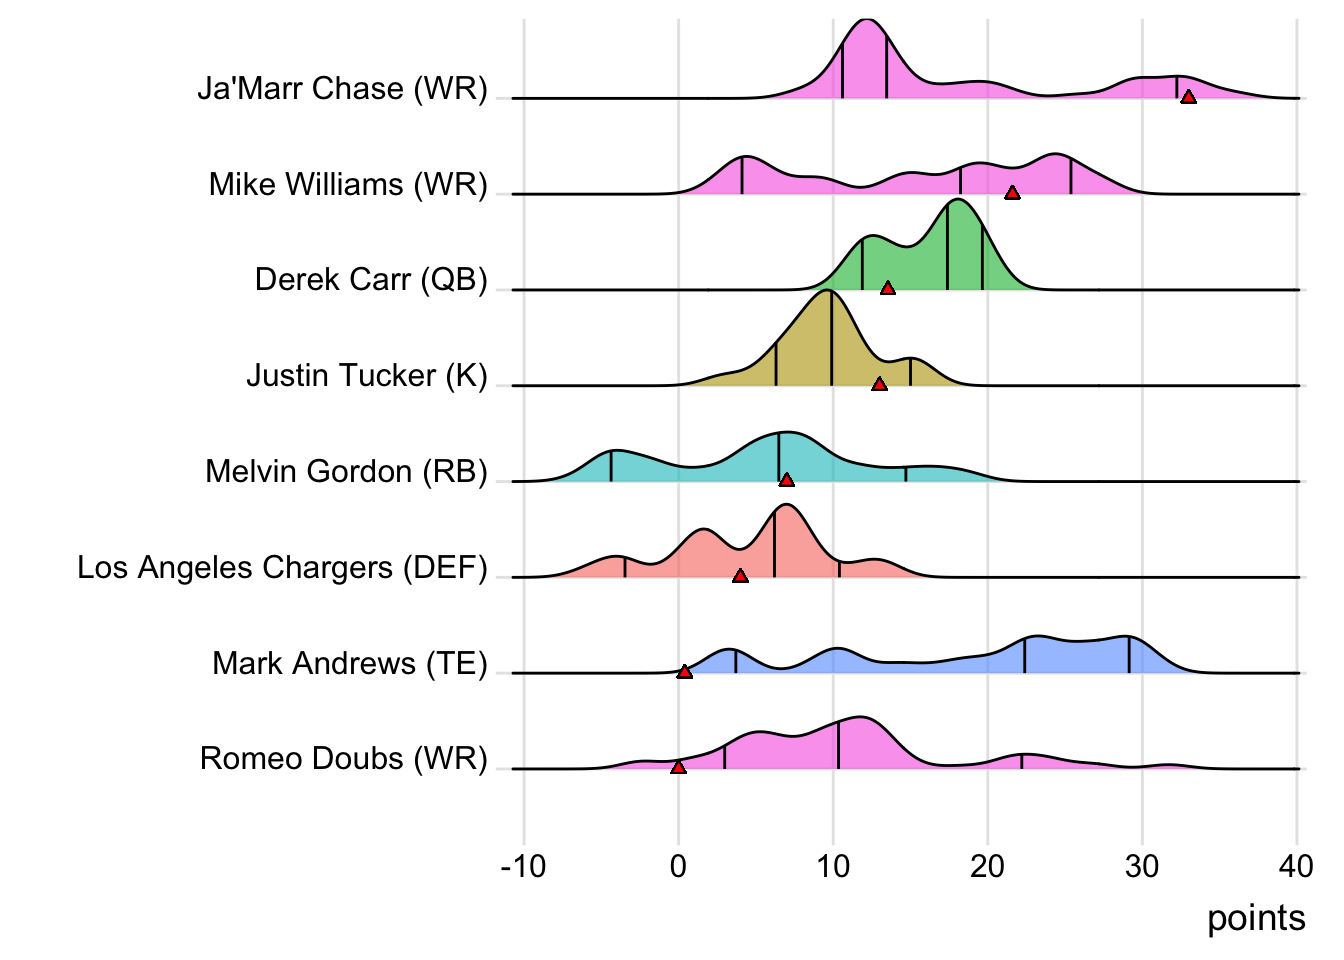 Ja'Marr Chase (WR)
Mike Williams (WR)
Derek Carr (QB)
Justin Tucker (K)
Melvin Gordon (RB)
Los Angeles Chargers (DEF)
Mark Andrews (TE)
Romeo Doubs (WR)
-10 0 10 20 30 40
points